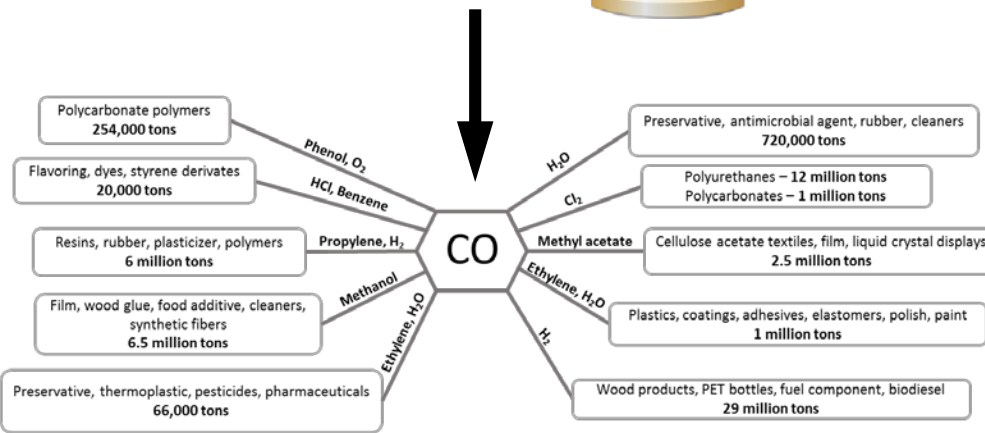 Polycarbonate polymers
254,000 tons
Phenol, O₂
Flavoring, dyes, styrene derivates
20,000 tons
HCl, Benzene
Resins, rubber, plasticizer, polymers
6 million tons
Propylene, H₂
Film, wood glue, food additive, cleaners,
synthetic fibers
6.5 million tons
Methanol
Preservative, thermoplastic, pesticides, pharmaceuticals
66,000 tons
Ethylene, H₂O
CO
H₂O
Preservative, antimicrobial agent, rubber, cleaners
720,000 tons
Cl₂
Polyurethanes – 12 million tons
Polycarbonates – 1 million tons
Methyl acetate
Cellulose acetate textiles, film, liquid crystal displays
2.5 million tons
Ethylene, H₂O
Plastics, coatings, adhesives, elastomers, polish, paint
1 million tons
H₂
Wood products, PET bottles, fuel component, biodiesel
29 million tons